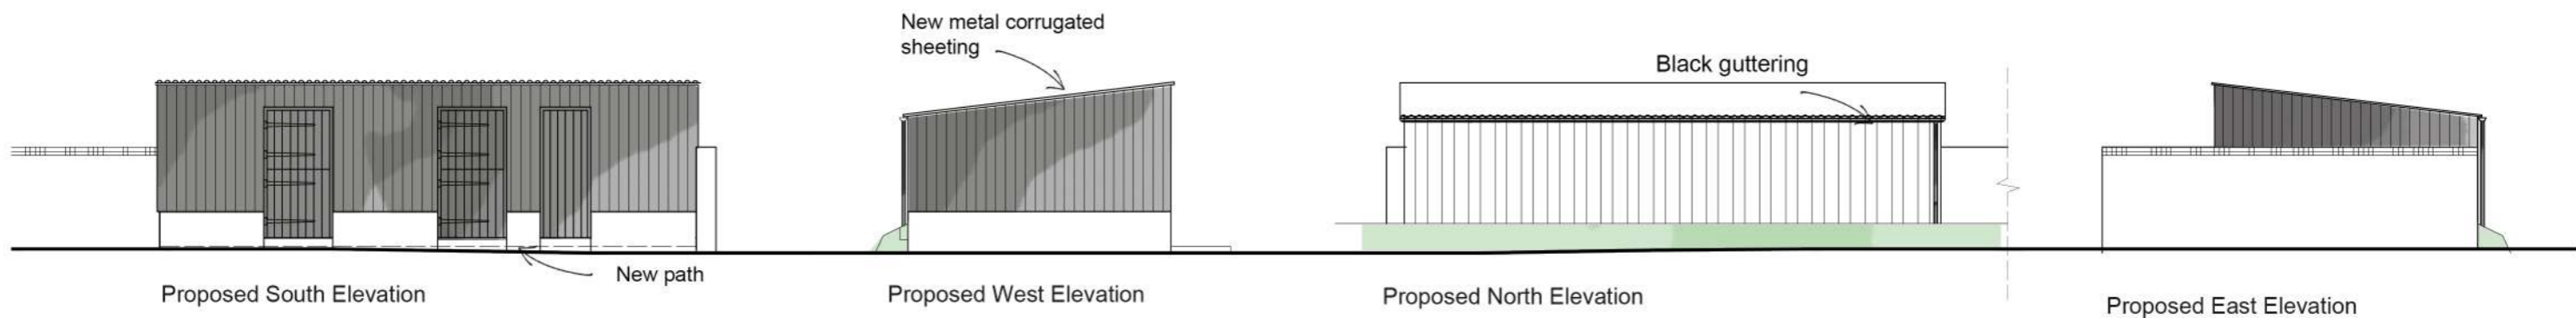 New metal corrugated
sheeting
Black guttering
New path
Proposed South Elevation
Proposed West Elevation
Proposed North Elevation
Proposed East Elevation